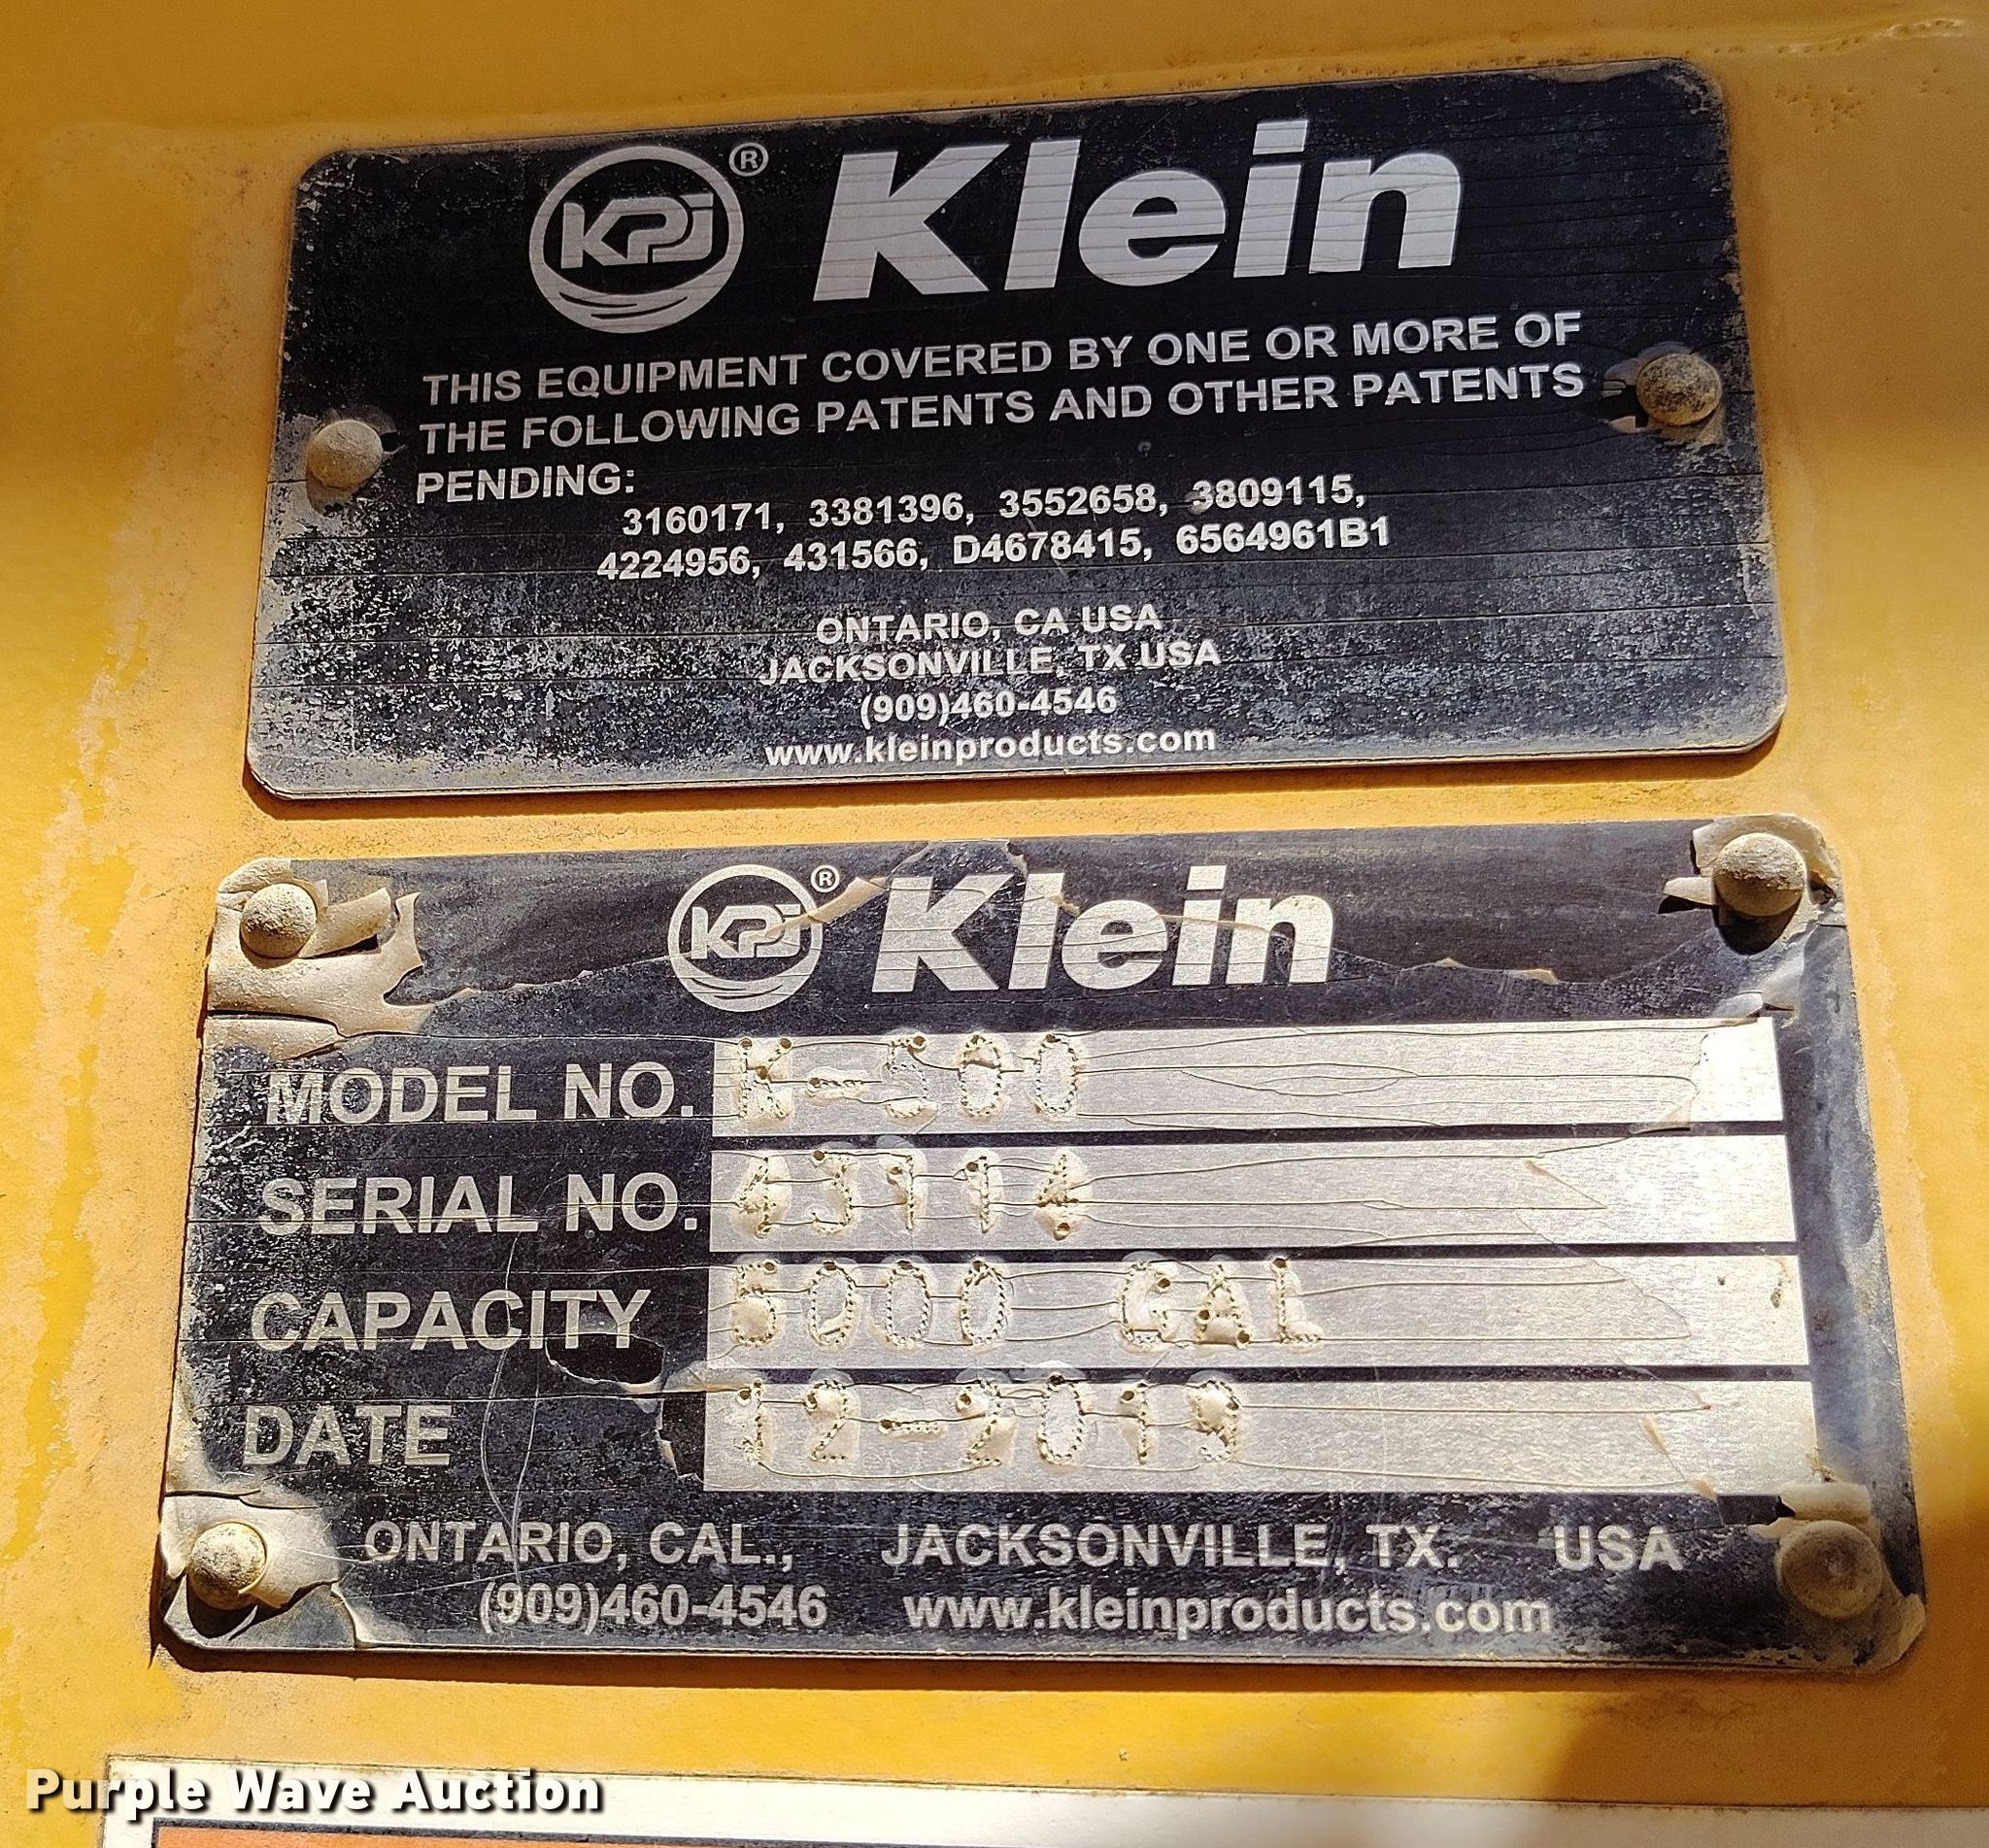 KPI ® Klein
THIS EQUIPMENT COVERED BY ONE OR MORE OF
THE FOLLOWING PATENTS AND OTHER PATENTS
PENDING:
3160171, 3381396, 3552658, 3809115,
4224956, 431566, D4678415, 6564961B1
ONTARIO, CA USA
JACKSONVILLE, TX USA
(909)460-4546
www.kleinproducts.com
KPI ® Klein
MODEL NO. K-500
SERIAL NO.
CAPACITY 5000 GAL
DATE 12-2013
ONTARIO, CAL., JACKSONVILLE, TX. USA
(909)460-4546 www.kleinproducts.com
Purple Wave Auction